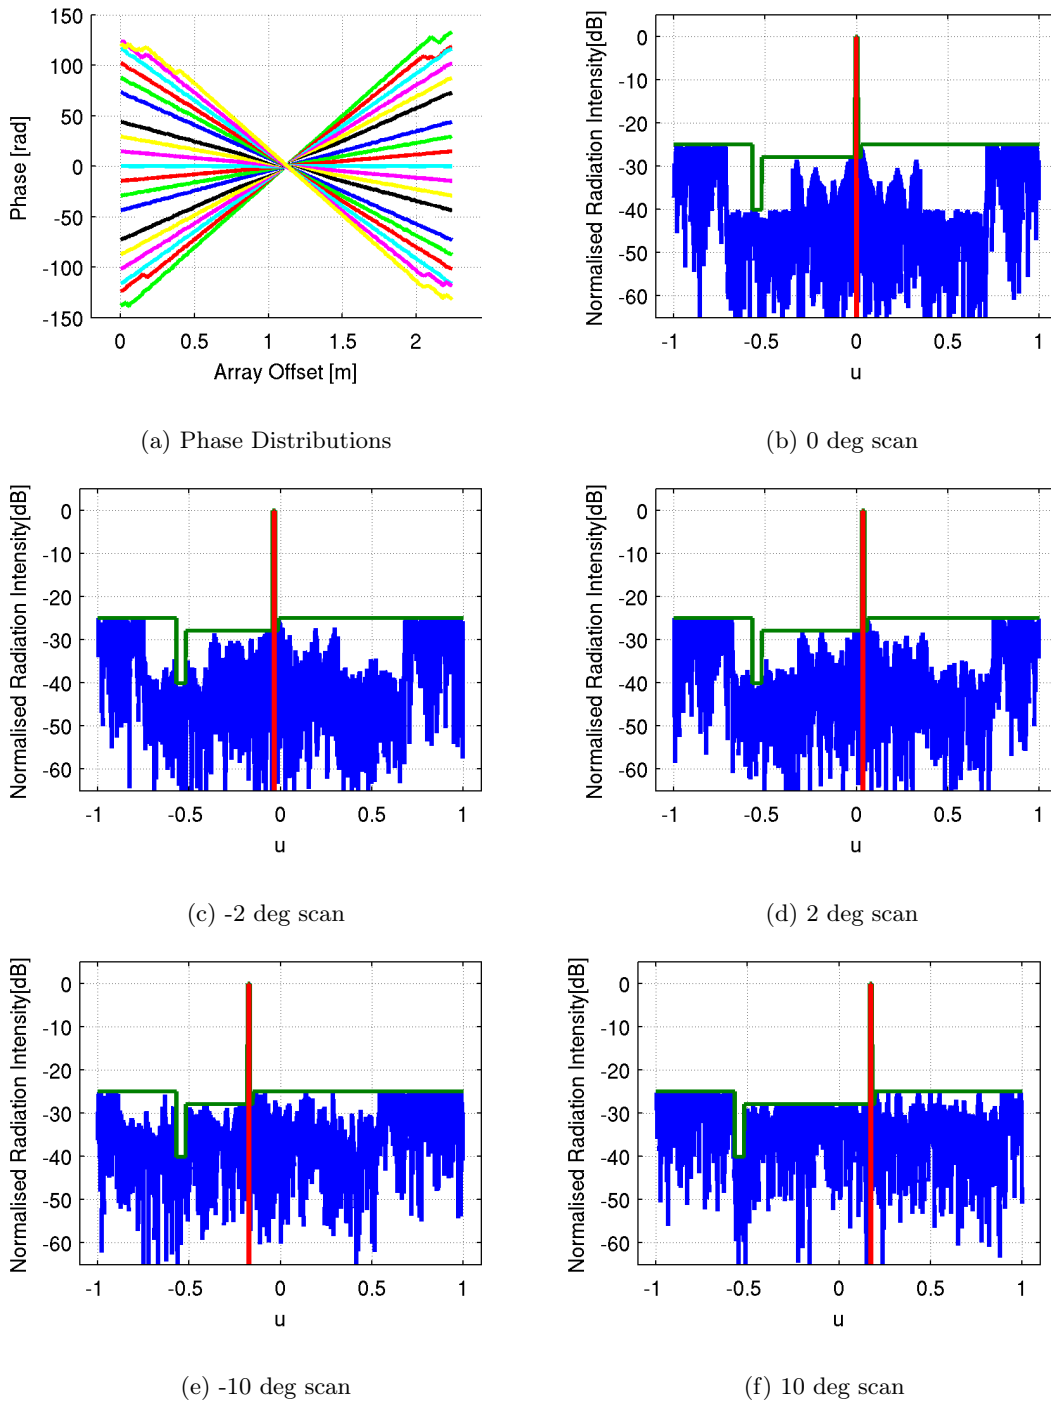 150
100
50
0
-50
-100
-150
Phase [rad]
0 0.5 1 1.5 2
Array Offset [m]
(a) Phase Distributions
0
-10
-20
-30
-40
-50
-60
Normalised Radiation Intensity[dB]
-1 -0.5 0 0.5 1
u
(b) 0 deg scan
0
-10
-20
-30
-40
-50
-60
Normalised Radiation Intensity[dB]
-1 -0.5 0 0.5 1
u
(c) -2 deg scan
0
-10
-20
-30
-40
-50
-60
Normalised Radiation Intensity[dB]
-1 -0.5 0 0.5 1
u
(d) 2 deg scan
0
-10
-20
-30
-40
-50
-60
Normalised Radiation Intensity[dB]
-1 -0.5 0 0.5 1
u
(e) -10 deg scan
0
-10
-20
-30
-40
-50
-60
Normalised Radiation Intensity[dB]
-1 -0.5 0 0.5 1
u
(f) 10 deg scan